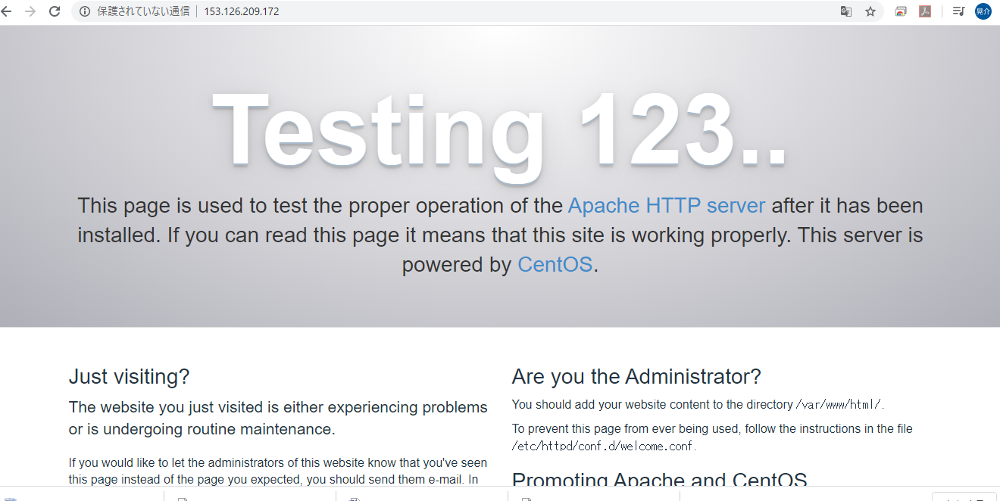 保護されていない通信 153.126.209.172
晃介
Testing 123..
This page is used to test the proper operation of the Apache HTTP server after it has been
installed. If you can read this page it means that this site is working properly. This server is
powered by CentOS.
Just visiting?
The website you just visited is either experiencing problems
or is undergoing routine maintenance.
If you would like to let the administrators of this website know that you've seen
this page instead of the page you expected, you should send them e-mail. In
Are you the Administrator?
You should add your website content to the directory /var/www/html/.
To prevent this page from ever being used, follow the instructions in the file
/etc/httpd/conf.d/welcome.conf.
Promoting Apache and CentOS